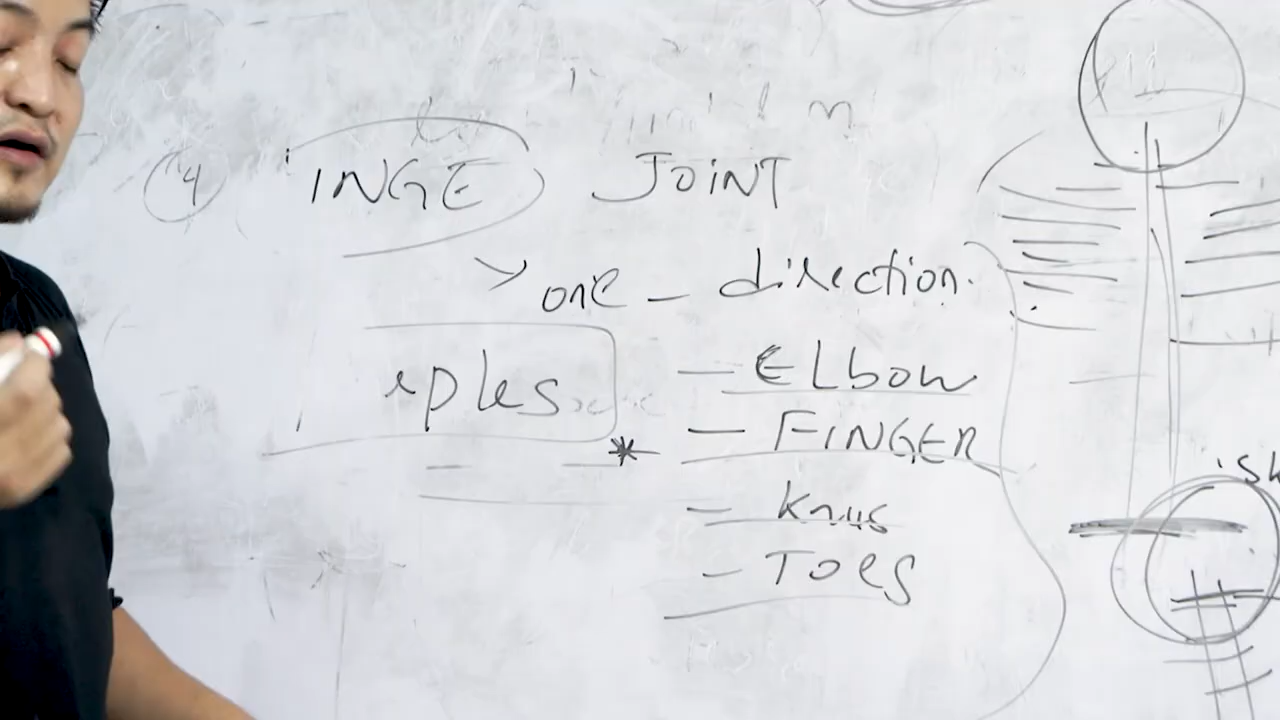 4 INGE JOINT
one - direction.
ples - ELbow
- FINGER
- Knus
- Toes